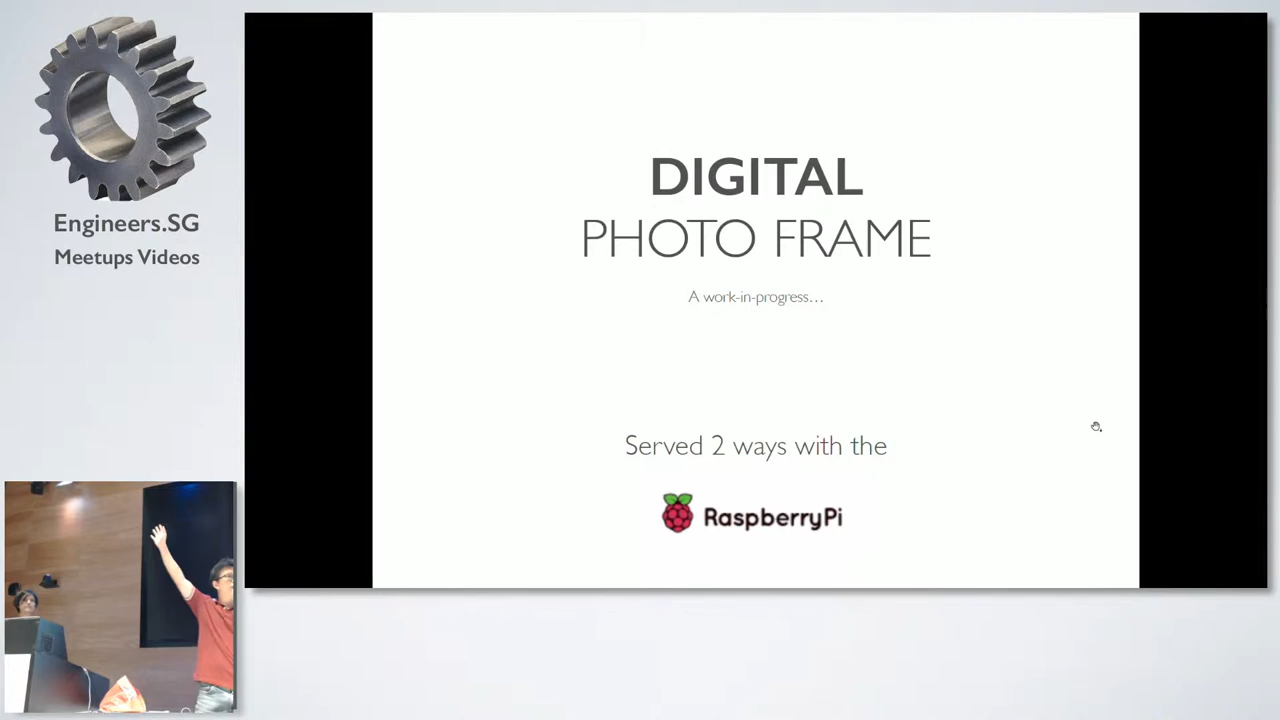 Engineers.SG
Meetups Videos
DIGITAL
PHOTO FRAME
A work-in-progress...
Served 2 ways with the
RaspberryPi